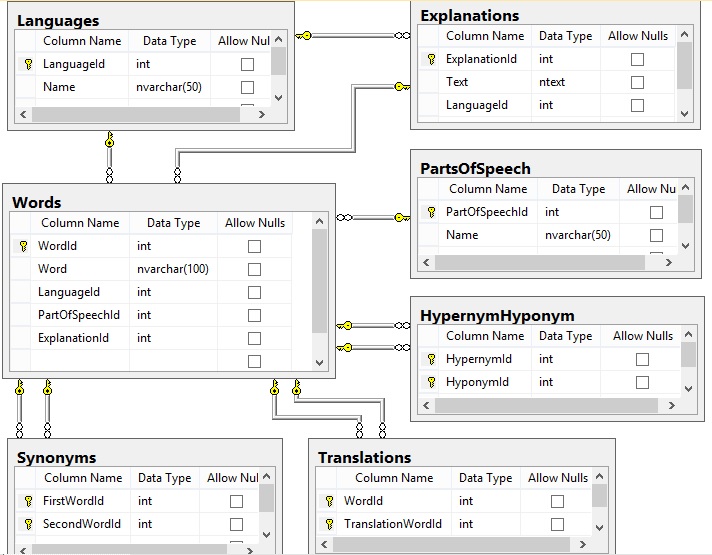 Languages
Column Name Data Type Allow Nulls
LanguageId int
Name nvarchar(50)
Explanations
Column Name Data Type Allow Nulls
ExplanationId int
Text ntext
LanguageId int
PartsOfSpeech
Column Name Data Type Allow Nu
PartOfSpeechId int
Name nvarchar(50)
Words
Column Name Data Type Allow Nulls
WordId int
Word nvarchar(100)
LanguageId int
PartOfSpeechId int
ExplanationId int
HypernymHyponym
Column Name Data Type Allow Nulls
HypernymId int
HyponymId int
Synonyms
Column Name Data Type Allow Nul
FirstWordId int
SecondWordId int
Translations
Column Name Data Type Allow Nulls
WordId int
TranslationWordId int